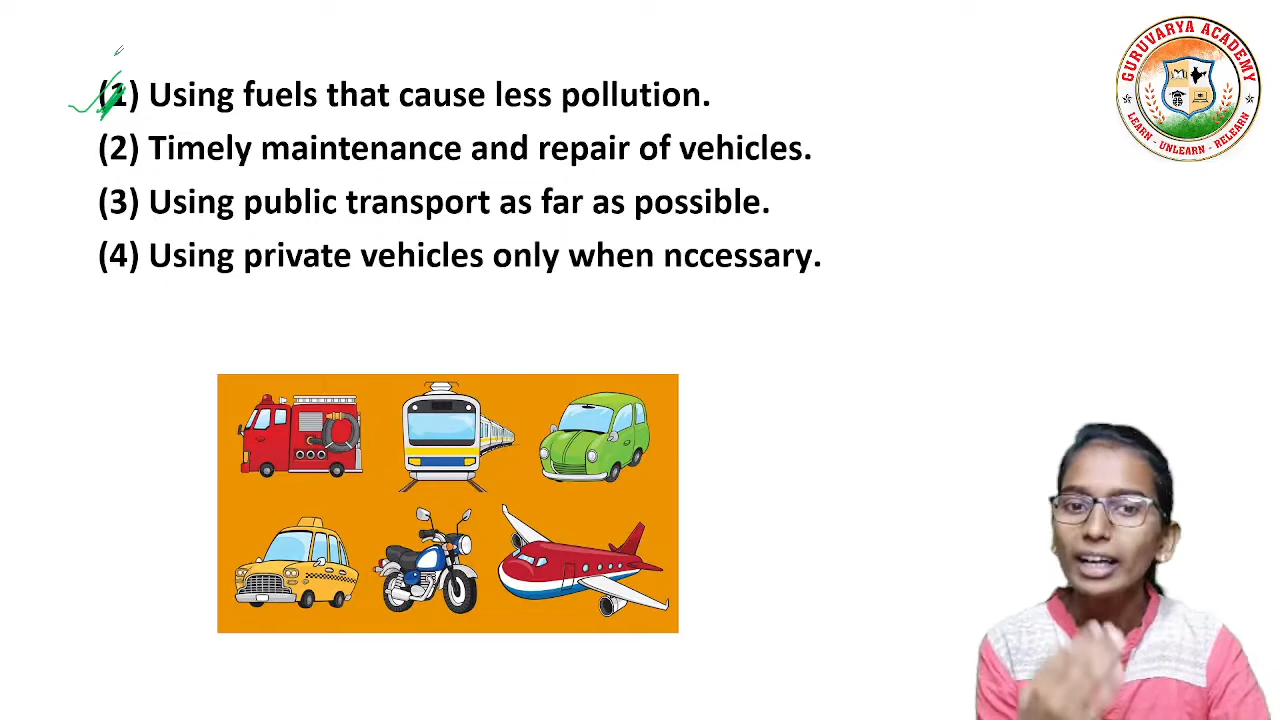 (1) Using fuels that cause less pollution.
(2) Timely maintenance and repair of vehicles.
(3) Using public transport as far as possible.
(4) Using private vehicles only when nccessary.
GURUVARYA ACADEMY
LEARN - UNLEARN - RELEARN